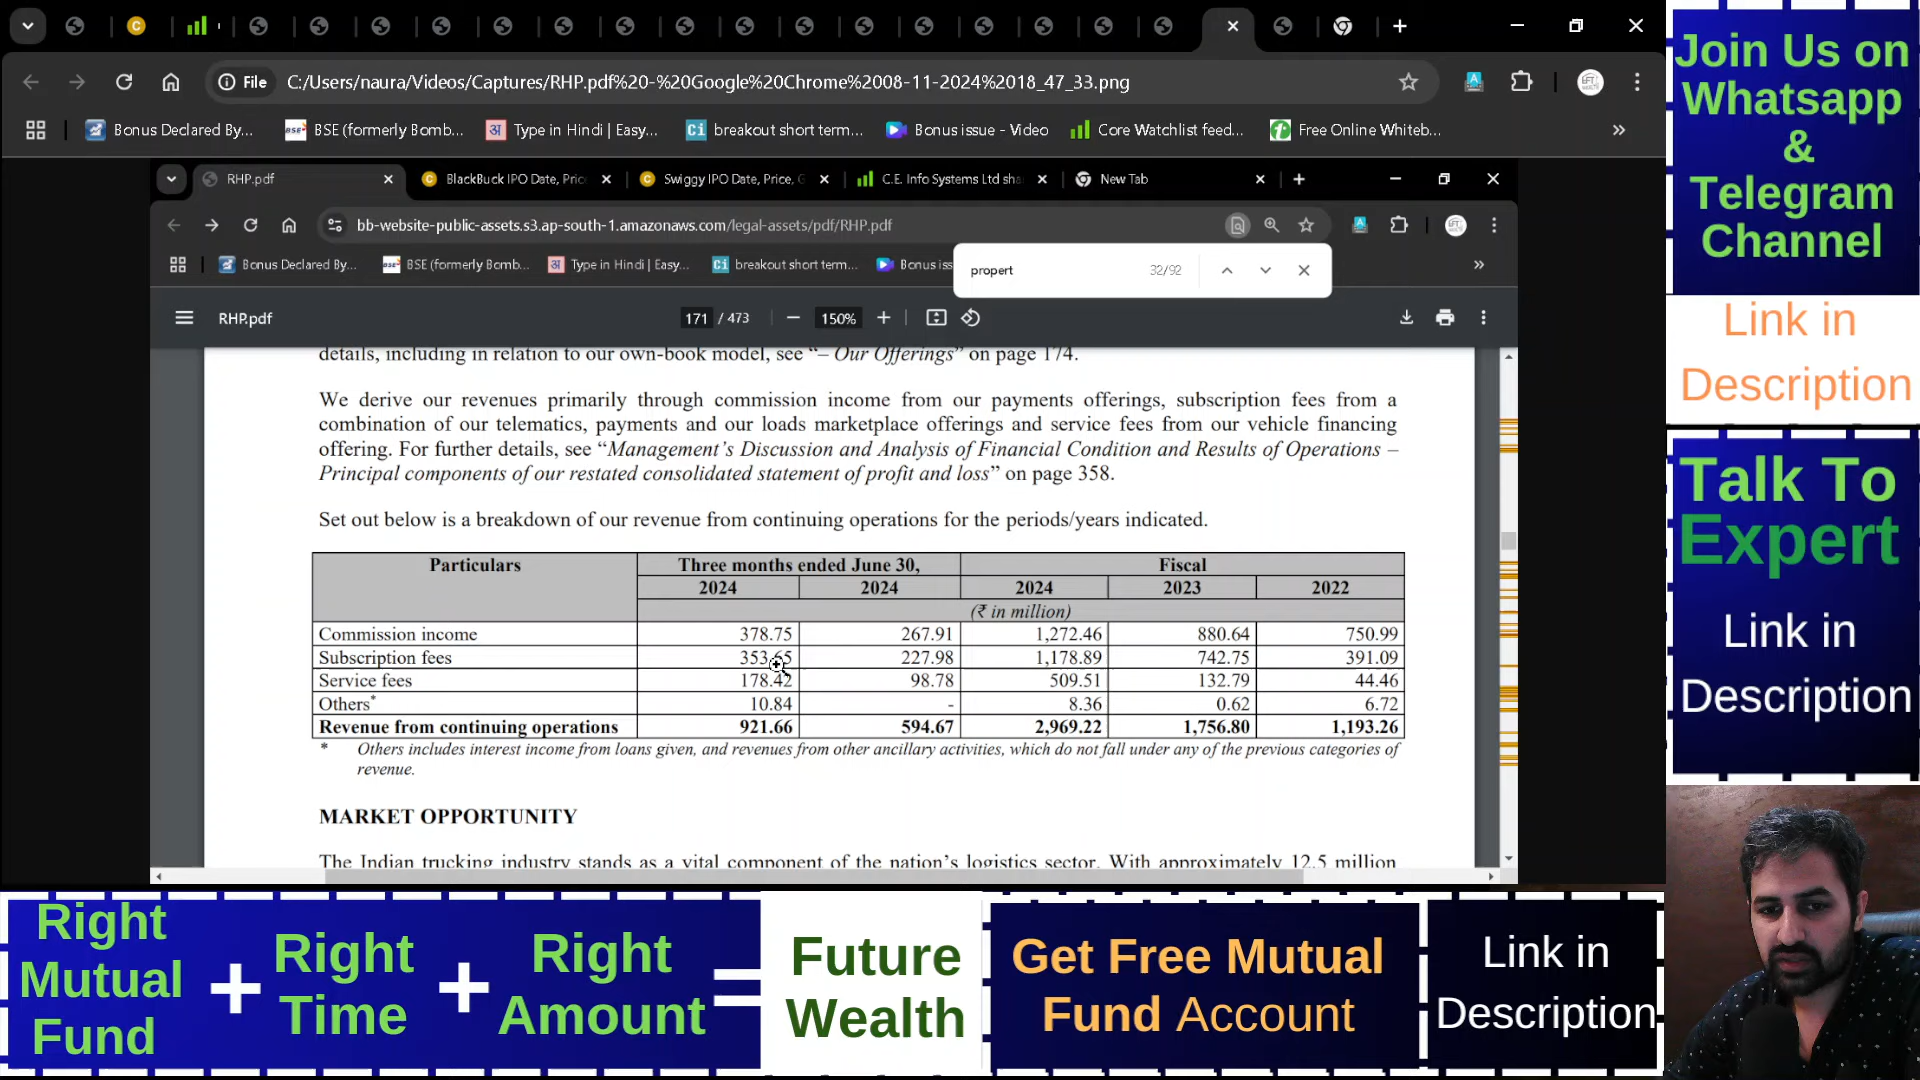 File
C:/Users/naura/Videos/Captures/RHP.pdf%20-%20Google%20Chrome%2008-11-2024%2018_47_33.png
Bonus Declared By...
BSE (formerly Bomb...
Type in Hindi | Easy...
breakout short term...
Bonus issue - Video
Core Watchlist feed...
Free Online Whiteb...
RHP.pdf
BlackBuck IPO Date, Pric
Swiggy IPO Date, Price, G
C.E. Info Systems Ltd sha
New Tab
bb-website-public-assets.s3.ap-south-1.amazonaws.com/legal-assets/pdf/RHP.pdf
Bonus Declared By...
BSE (formerly Bomb...
Type in Hindi | Easy...
breakout short term...
Bonus iss
propert 32/92
RHP.pdf
171 / 473
150%
details, including in relation to our own-book model, see “– Our Offerings” on page 174.
We derive our revenues primarily through commission income from our payments offerings, subscription fees from a
combination of our telematics, payments and our loads marketplace offerings and service fees from our vehicle financing
offering. For further details, see “Management’s Discussion and Analysis of Financial Condition and Results of Operations –
Principal components of our restated consolidated statement of profit and loss” on page 358.
Set out below is a breakdown of our revenue from continuing operations for the periods/years indicated.
Particulars Three months ended June 30, Fiscal
2024 2024 2024 2023 2022
(₹ in million)
Commission income 378.75 267.91 1,272.46 880.64 750.99
Subscription fees 353.65 227.98 1,178.89 742.75 391.09
Service fees 178.42 98.78 509.51 132.79 44.46
Others* 10.84 - 8.36 0.62 6.72
Revenue from continuing operations 921.66 594.67 2,969.22 1,756.80 1,193.26
* Others includes interest income from loans given, and revenues from other ancillary activities, which do not fall under any of the previous categories of
revenue.
MARKET OPPORTUNITY
The Indian trucking industry stands as a vital component of the nation’s logistics sector. With approximately 12.5 million
Join Us on
Whatsapp
&
Telegram
Channel
Link in
Description
Talk To
Expert
Link in
Description
Right
Mutual
Fund
+
Right
Time
+
Right
Amount
=
Future
Wealth
Get Free Mutual
Fund Account
Link in
Description